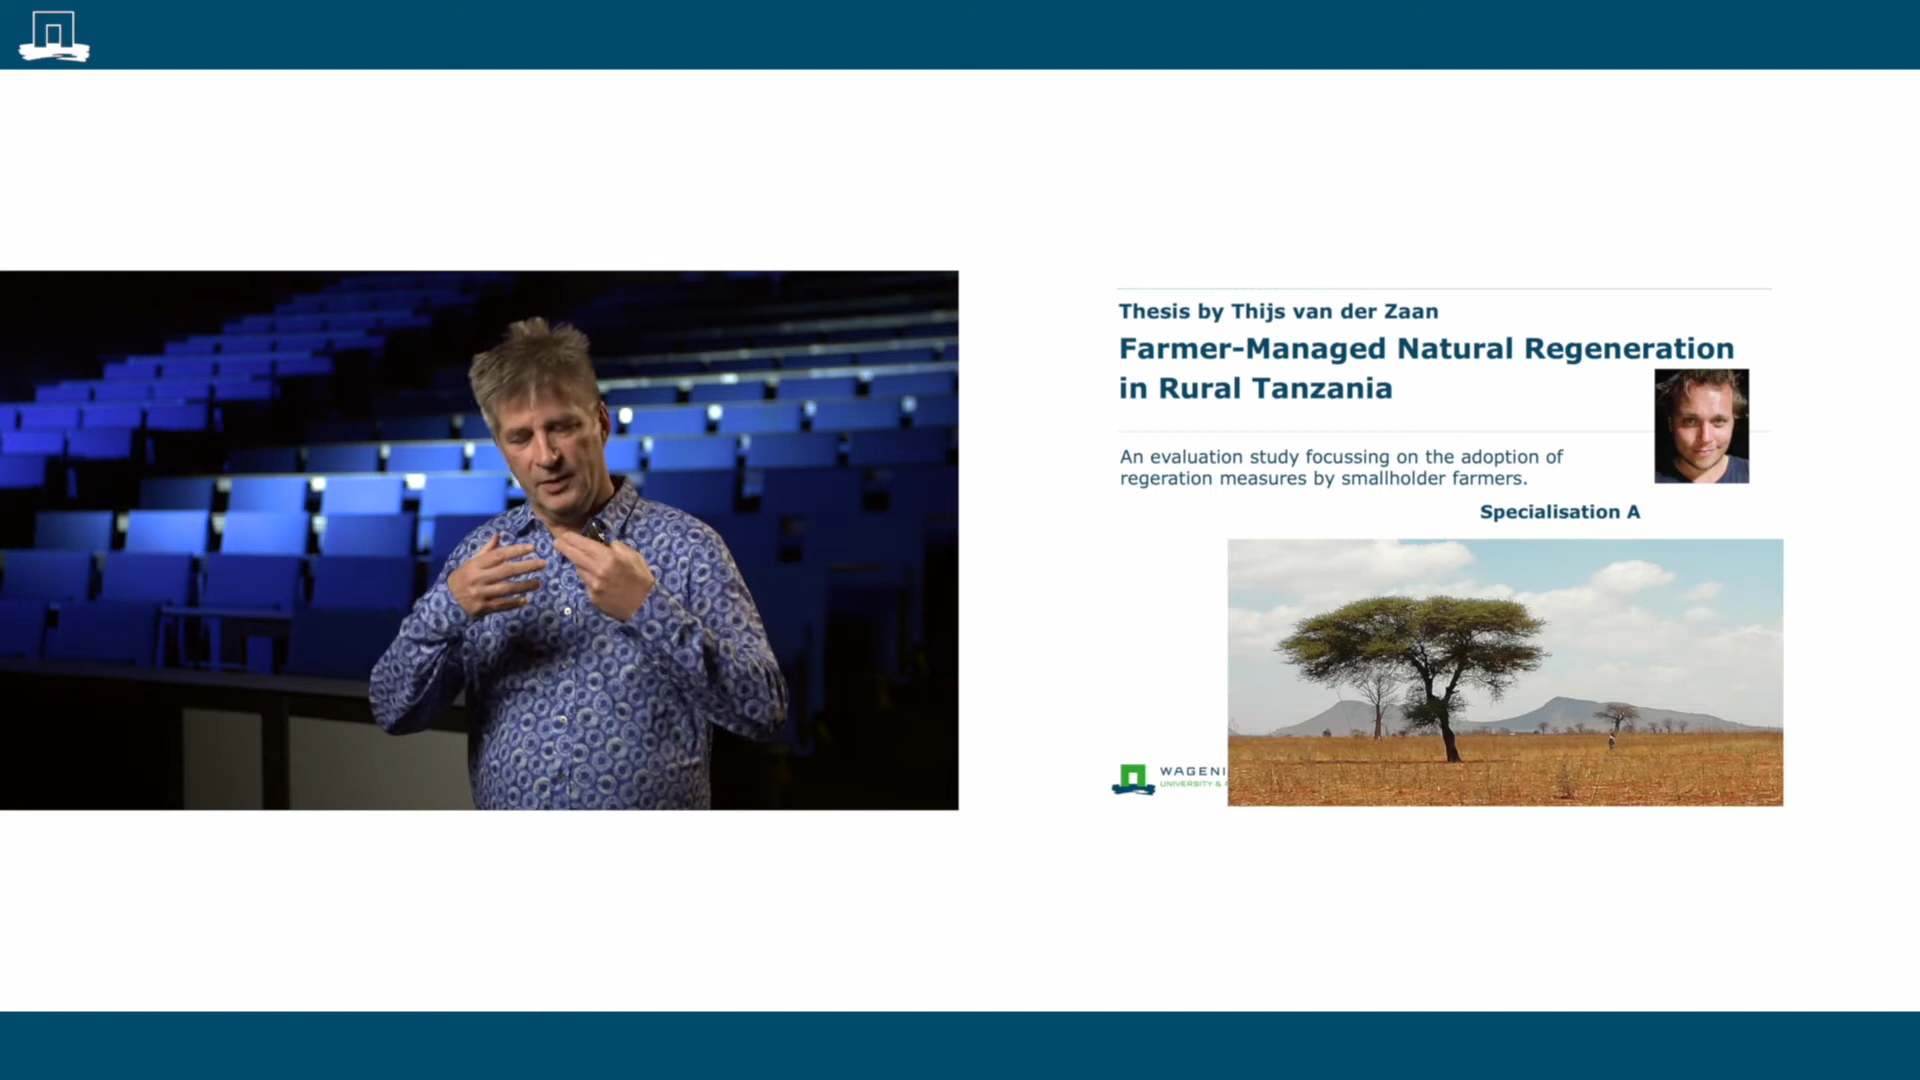 Thesis by Thijs van der Zaan
Farmer-Managed Natural Regeneration
in Rural Tanzania
An evaluation study focussing on the adoption of
regeration measures by smallholder farmers.
Specialisation A
WAGENI
UNIVERSITY &